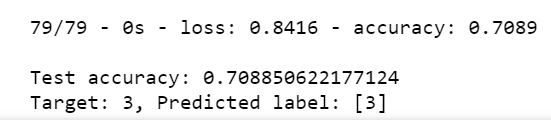 79/79 - 0s - loss: 0.8416 - accuracy: 0.7089
Test accuracy: 0.708850622177124
Target: 3, Predicted label: [3]